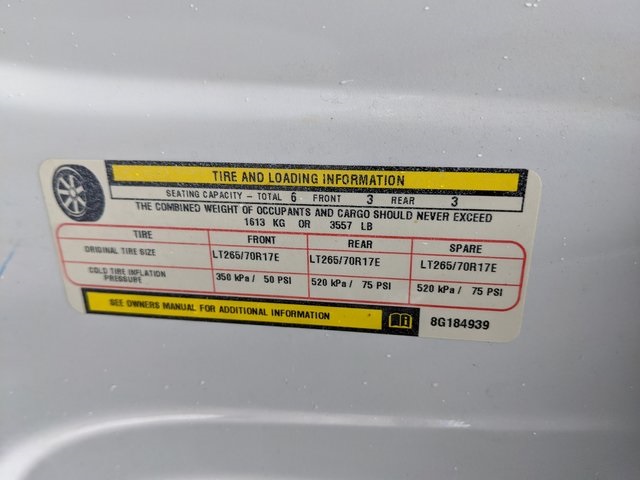 TIRE AND LOADING INFORMATION
SEATING CAPACITY - TOTAL 6 FRONT 3 REAR 3
THE COMBINED WEIGHT OF OCCUPANTS AND CARGO SHOULD NEVER EXCEED
1613 KG OR 3557 LB
TIRE FRONT REAR SPARE
ORIGINAL TIRE SIZE LT265/70R17E LT265/70R17E LT265/70R17E
COLD TIRE INFLATION PRESSURE 350 kPa / 50 PSI 520 kPa / 75 PSI 520 kPa / 75 PSI
SEE OWNERS MANUAL FOR ADDITIONAL INFORMATION 8G184939